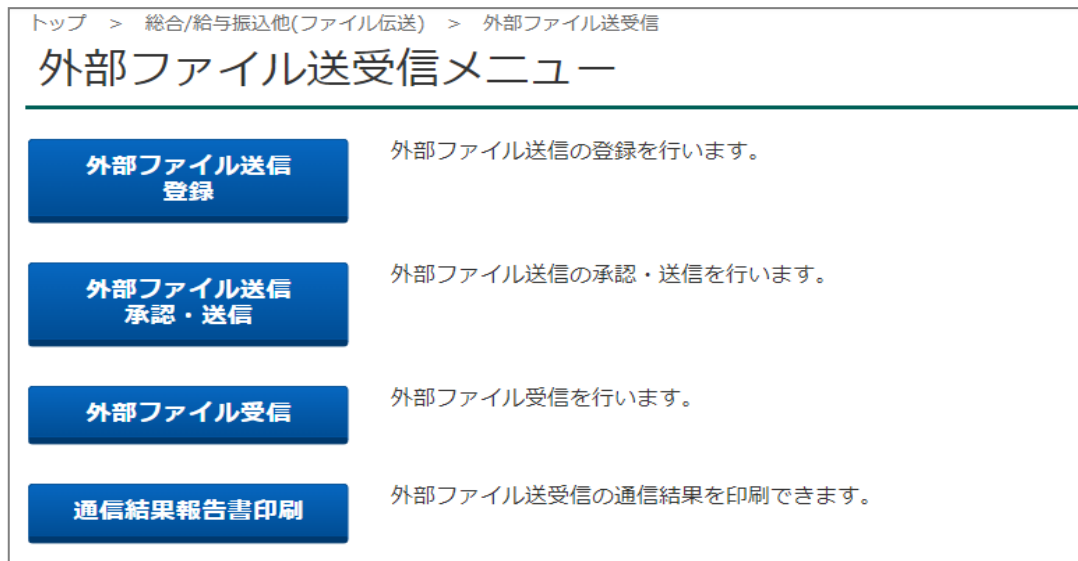 トップ > 総合/給与振込他(ファイル伝送) > 外部ファイル送受信
外部ファイル送受信メニュー
外部ファイル送信
登録
外部ファイル送信の登録を行います。
外部ファイル送信
承認・送信
外部ファイル送信の承認・送信を行います。
外部ファイル受信
外部ファイル受信を行います。
通信結果報告書印刷
外部ファイル送受信の通信結果を印刷できます。